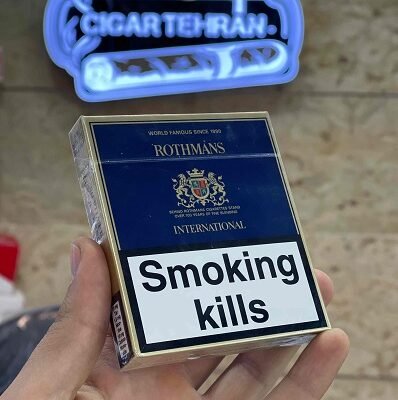 CIGARTEHRAN
WORLD FAMOUS SINCE 1890
ROTHMANS
INTERNATIONAL
Smoking
kills